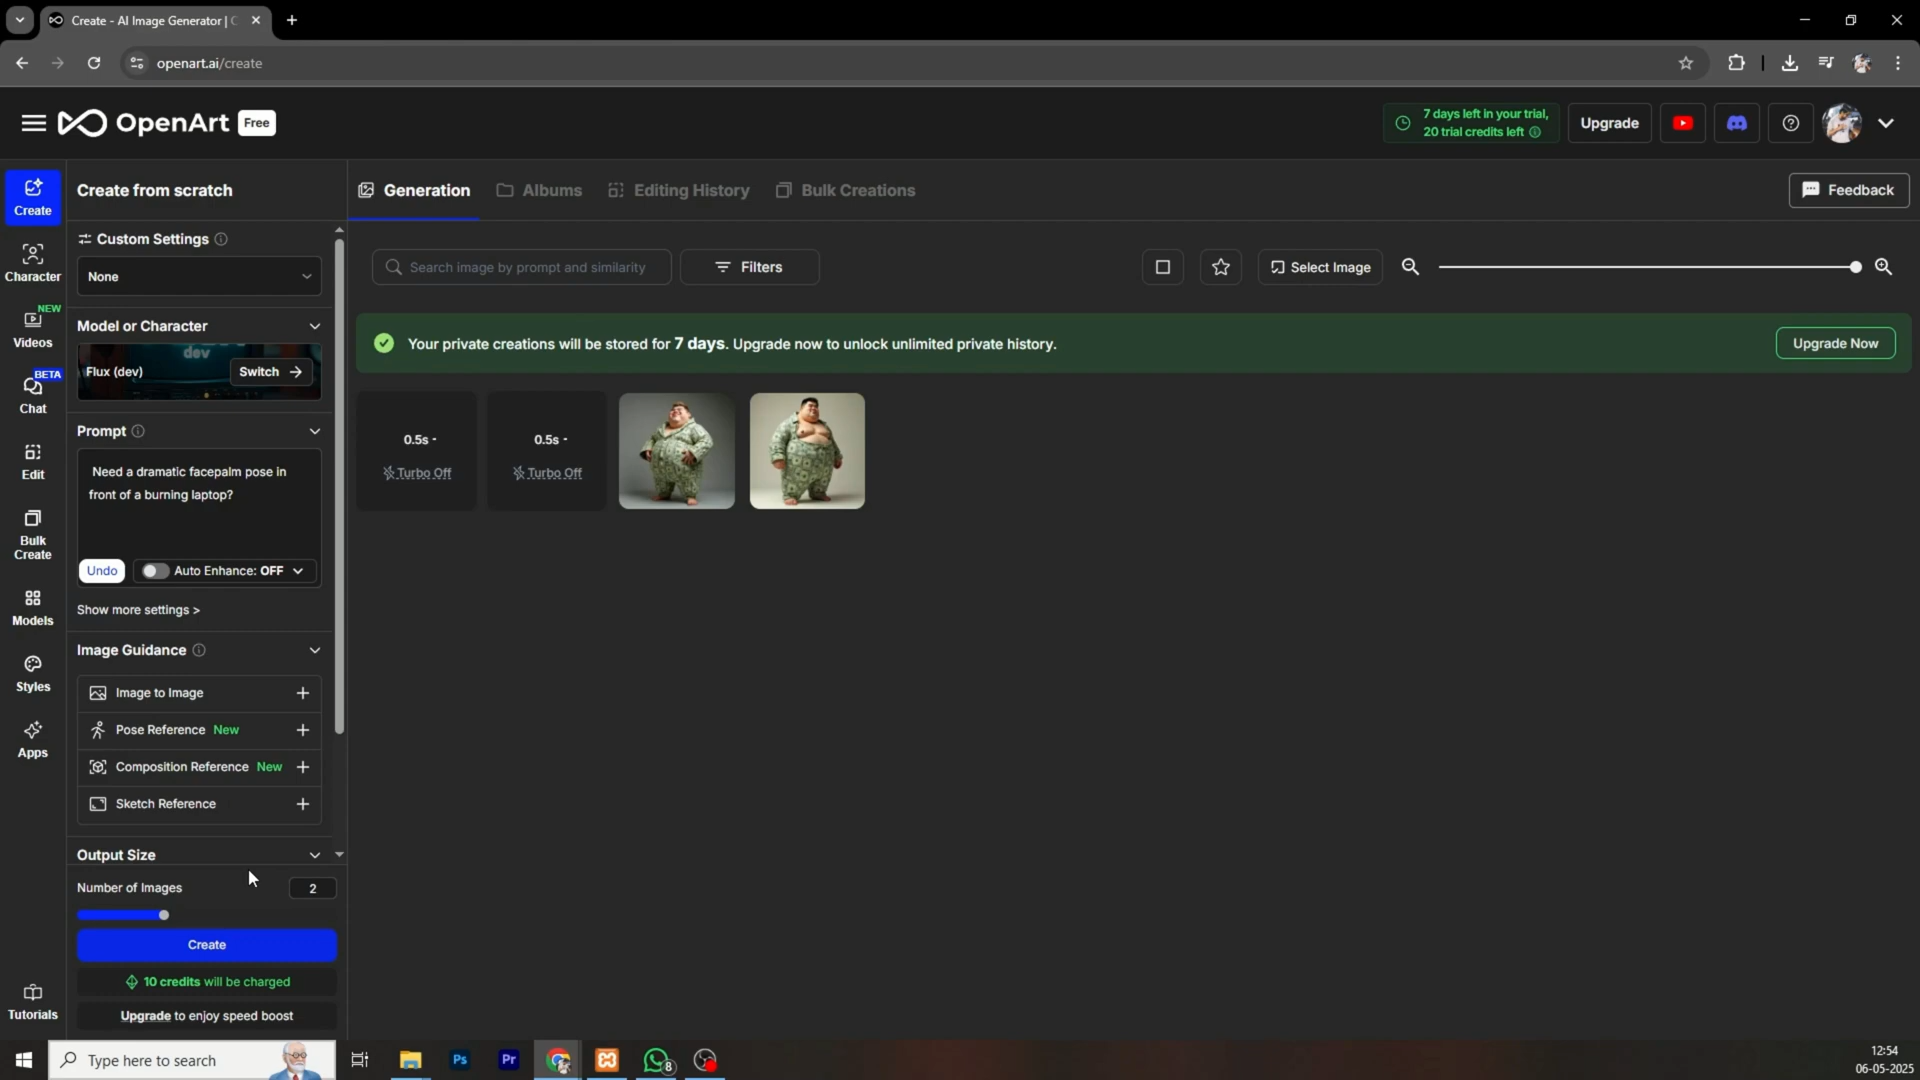 Create - AI Image Generator | C
openart.ai/create
OpenArt Free
7 days left in your trial,
20 trial credits left
Upgrade
Create
Create from scratch
Generation
Albums
Editing History
Bulk Creations
Feedback
Character
NEW
Videos
BETA
Chat
Edit
Bulk
Create
Models
Styles
Apps
Tutorials
Custom Settings
None
Model or Character
dev
Flux (dev)
Switch
Prompt
Need a dramatic facepalm pose in
front of a burning laptop?
Undo
Auto Enhance: OFF
Show more settings >
Image Guidance
Image to Image
Pose Reference New
Composition Reference New
Sketch Reference
Output Size
Number of Images
2
Create
10 credits will be charged
Upgrade to enjoy speed boost
Search image by prompt and similarity
Filters
Select Image
Your private creations will be stored for 7 days. Upgrade now to unlock unlimited private history.
Upgrade Now
0.5s -
Turbo Off
0.5s -
Turbo Off
Type here to search
Ps
Pr
8
12:54
06-05-2025